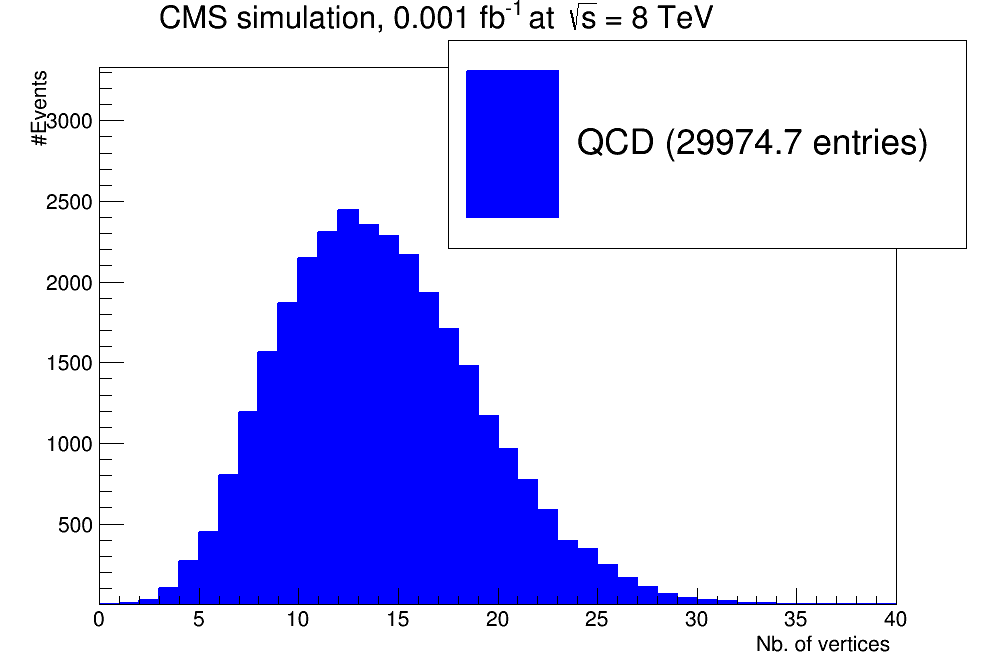 CMS simulation, 0.001 fb⁻¹ at √s = 8 TeV
#Events
QCD (29974.7 entries)
3000
2500
2000
1500
1000
500
0 5 10 15 20 25 30 35 40
Nb. of vertices